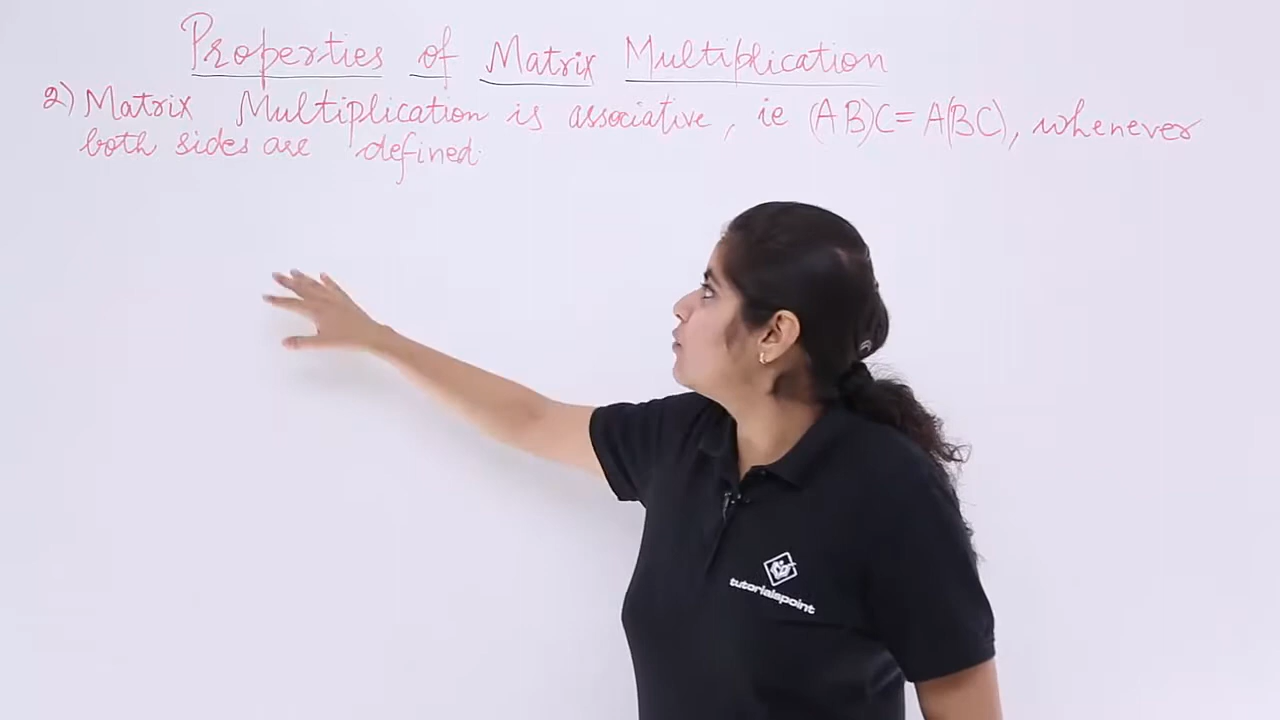 Properties of Matrix Multiplication
2) Matrix Multiplication is associative, ie (AB)C = A(BC), whenever
both sides are defined.
tutorialspoint